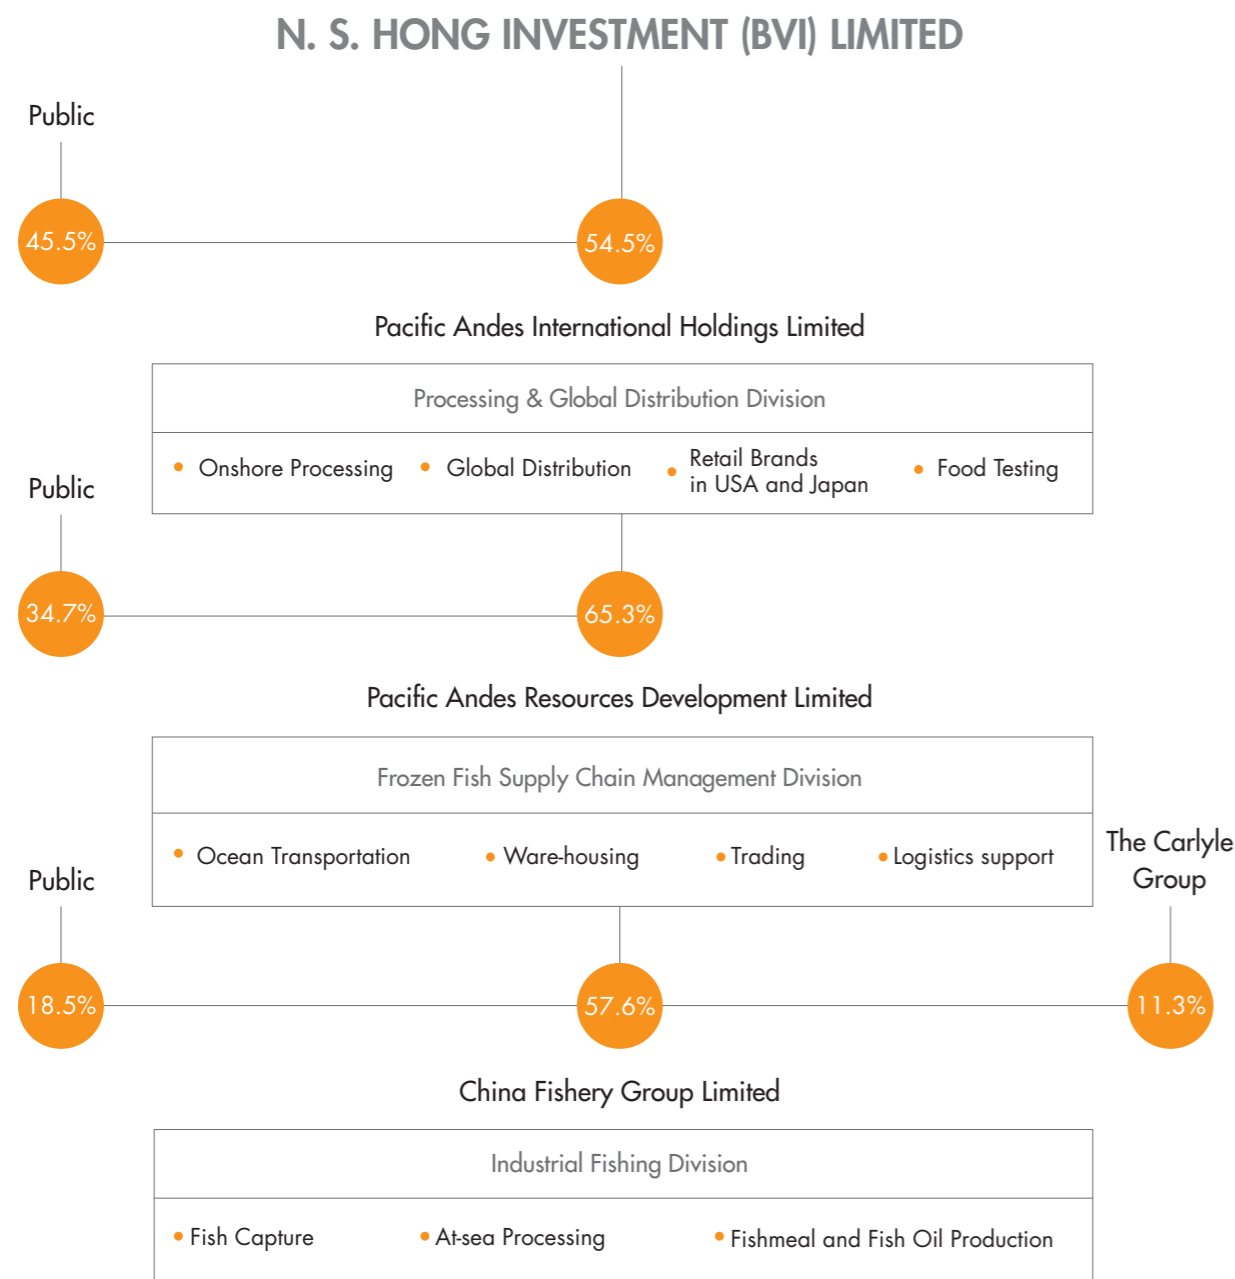 N. S. HONG INVESTMENT (BVI) LIMITED
Public
45.5%
54.5%
Pacific Andes International Holdings Limited
Processing & Global Distribution Division
• Onshore Processing
• Global Distribution
• Retail Brands
in USA and Japan
• Food Testing
Public
34.7%
65.3%
Pacific Andes Resources Development Limited
Frozen Fish Supply Chain Management Division
• Ocean Transportation
• Ware-housing
• Trading
• Logistics support
Public
The Carlyle
Group
18.5%
57.6%
11.3%
China Fishery Group Limited
Industrial Fishing Division
• Fish Capture
• At-sea Processing
• Fishmeal and Fish Oil Production